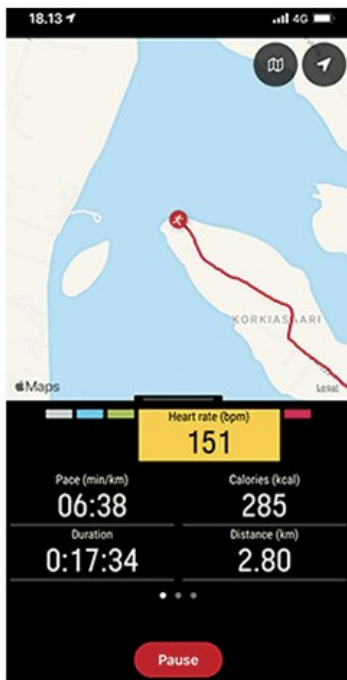 18.13
4G
KORKIASAARI
Maps
Legal
Heart rate (bpm)
151
Pace (min/km)
Calories (kcal)
06:38
285
Duration
Distance (km)
0:17:34
2.80
Pause